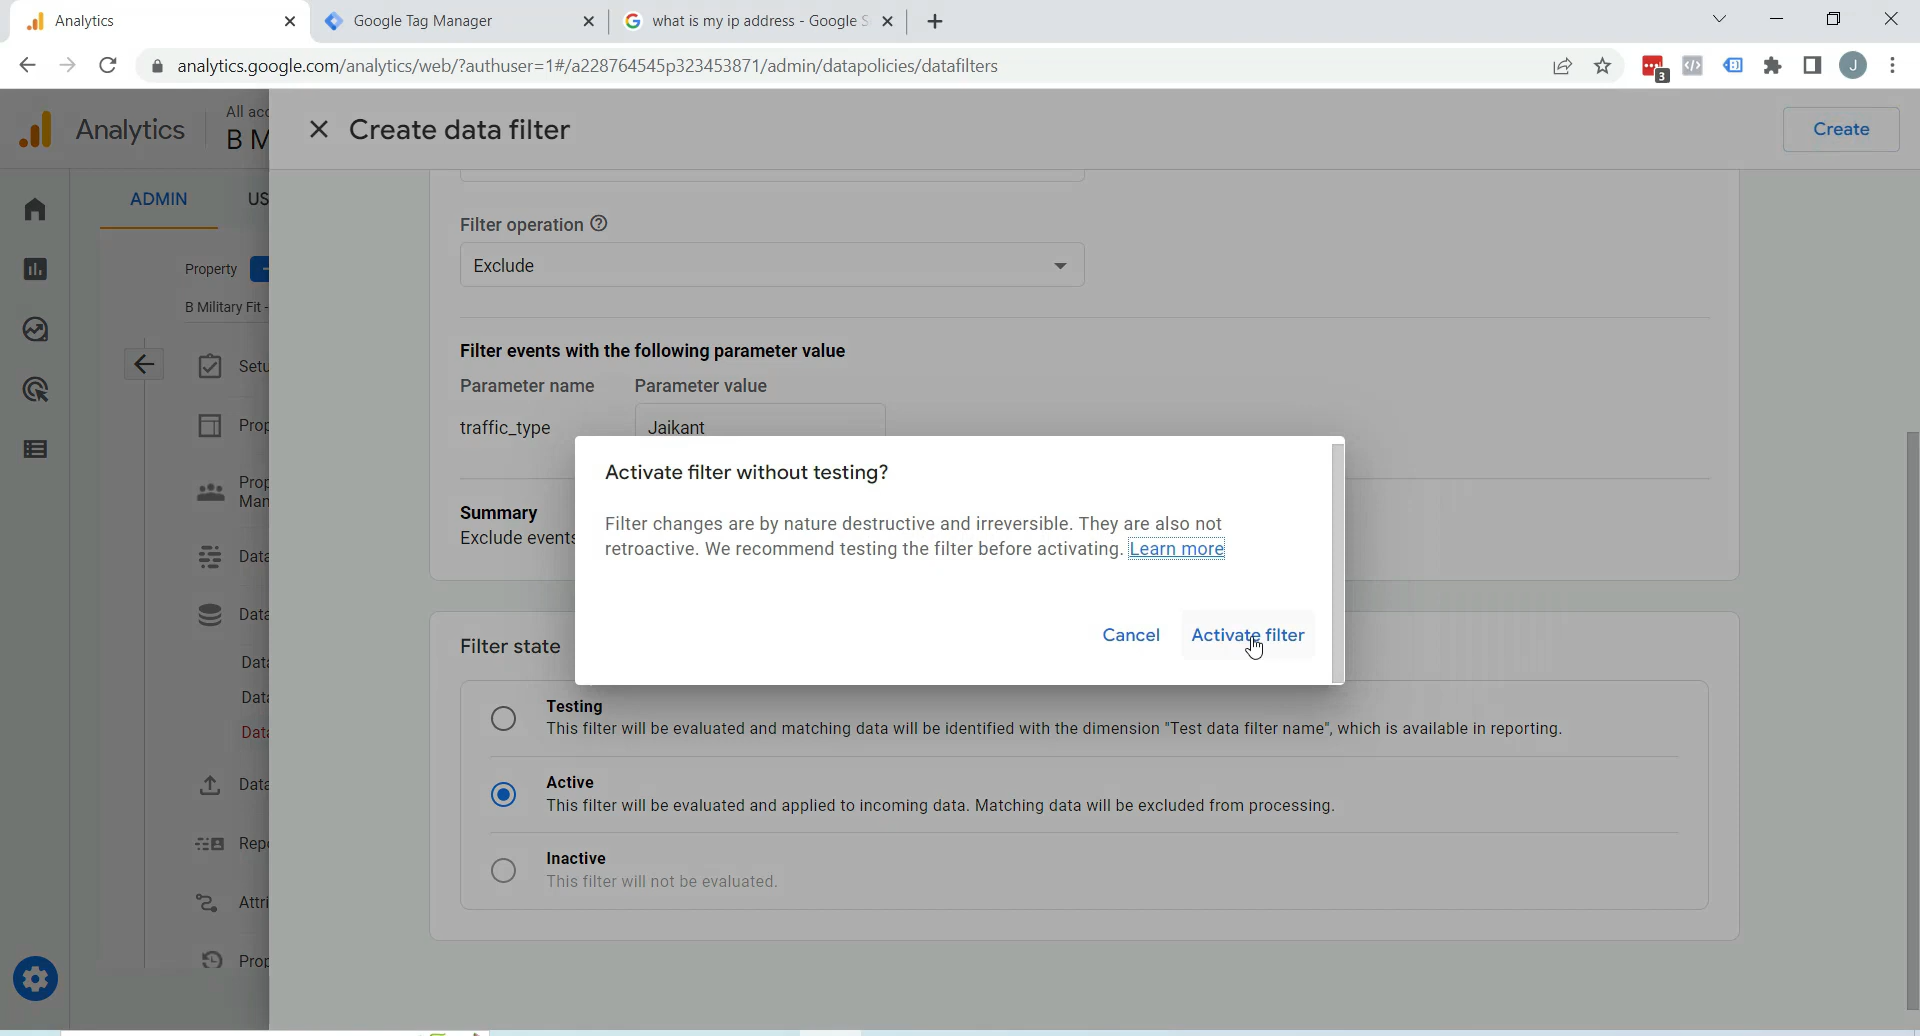 Analytics
Google Tag Manager
what is my ip address - Google S
analytics.google.com/analytics/web/?authuser=1#/a228764545p323453871/admin/datapolicies/datafilters
3
J
Analytics
All acc
B M
Create data filter
Create
ADMIN
US
Property
B Military Fit -
Setu
Prop
Prop
Man
Data
Data
Data
Data
Data
Data
Repo
Attri
Prop
Filter operation
Exclude
Filter events with the following parameter value
Parameter name
Parameter value
traffic_type
Jaikant
Summary
Exclude events
Activate filter without testing?
Filter changes are by nature destructive and irreversible. They are also not
retroactive. We recommend testing the filter before activating. Learn more
Cancel
Activate filter
Filter state
Testing
This filter will be evaluated and matching data will be identified with the dimension "Test data filter name", which is available in reporting.
Active
This filter will be evaluated and applied to incoming data. Matching data will be excluded from processing.
Inactive
This filter will not be evaluated.